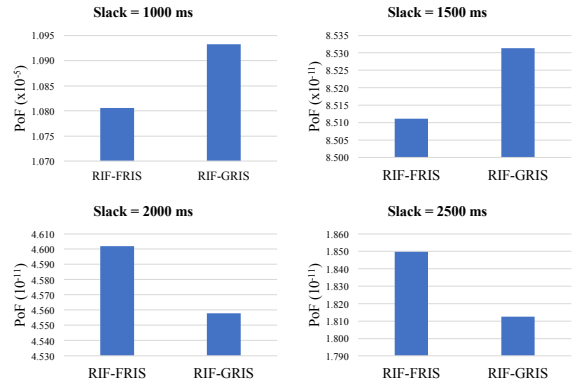 Slack = 1000 ms
PoF (x10-5)
1.095
1.090
1.085
1.080
1.075
1.070
RIF-FRIS RIF-GRIS
Slack = 1500 ms
PoF (x10-11)
8.535
8.530
8.525
8.520
8.515
8.510
8.505
8.500
RIF-FRIS RIF-GRIS
Slack = 2000 ms
PoF (10-11)
4.610
4.600
4.590
4.580
4.570
4.560
4.550
4.540
4.530
RIF-FRIS RIF-GRIS
Slack = 2500 ms
PoF (10-11)
1.860
1.850
1.840
1.830
1.820
1.810
1.800
1.790
RIF-FRIS RIF-GRIS